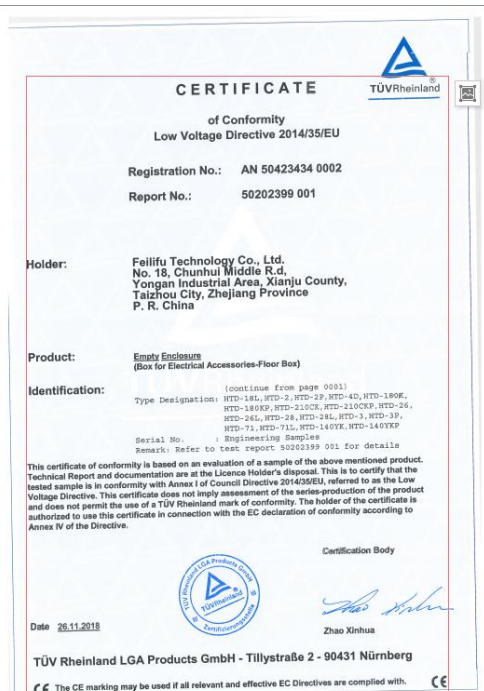 CERTIFICATE
TÜVRheinland®
of Conformity
Low Voltage Directive 2014/35/EU
Registration No.: AN 50423434 0002
Report No.: 50202399 001
Holder: Feilifu Technology Co., Ltd.
No. 18, Chunhui Middle R.d,
Yongan Industrial Area, Xianju County,
Taizhou City, Zhejiang Province
P. R. China
Product: Empty Enclosure
(Box for Electrical Accessories-Floor Box)
Identification: (continue from page 0001)
Type Designation: HTD-18L,HTD-2,HTD-2P,HTD-4D,HTD-180K,
HTD-180KP,HTD-210CK,HTD-210CKP,HTD-26,
HTD-26L,HTD-28,HTD-28L,HTD-3,HTD-3P,
HTD-71,HTD-71L,HTD-140YK,HTD-140YKP
Serial No. : Engineering Samples
Remark: Refer to test report 50202399 001 for details
This certificate of conformity is based on an evaluation of a sample of the above mentioned product.
Technical Report and documentation are at the Licence Holder's disposal. This is to certify that the
tested sample is in conformity with Annex I of Council Directive 2014/35/EU, referred to as the Low
Voltage Directive. This certificate does not imply assessment of the series-production of the product
and does not permit the use of a TÜV Rheinland mark of conformity. The holder of the certificate is
authorized to use this certificate in connection with the EC declaration of conformity according to
Annex IV of the Directive.
Certification Body
TÜV Rheinland LGA Products GmbH
TÜVRheinland
Zertifizierungsstelle
Date 26.11.2018
Zhao Xinhua
TÜV Rheinland LGA Products GmbH - Tillystraße 2 - 90431 Nürnberg
CE The CE marking may be used if all relevant and effective EC Directives are complied with. CE